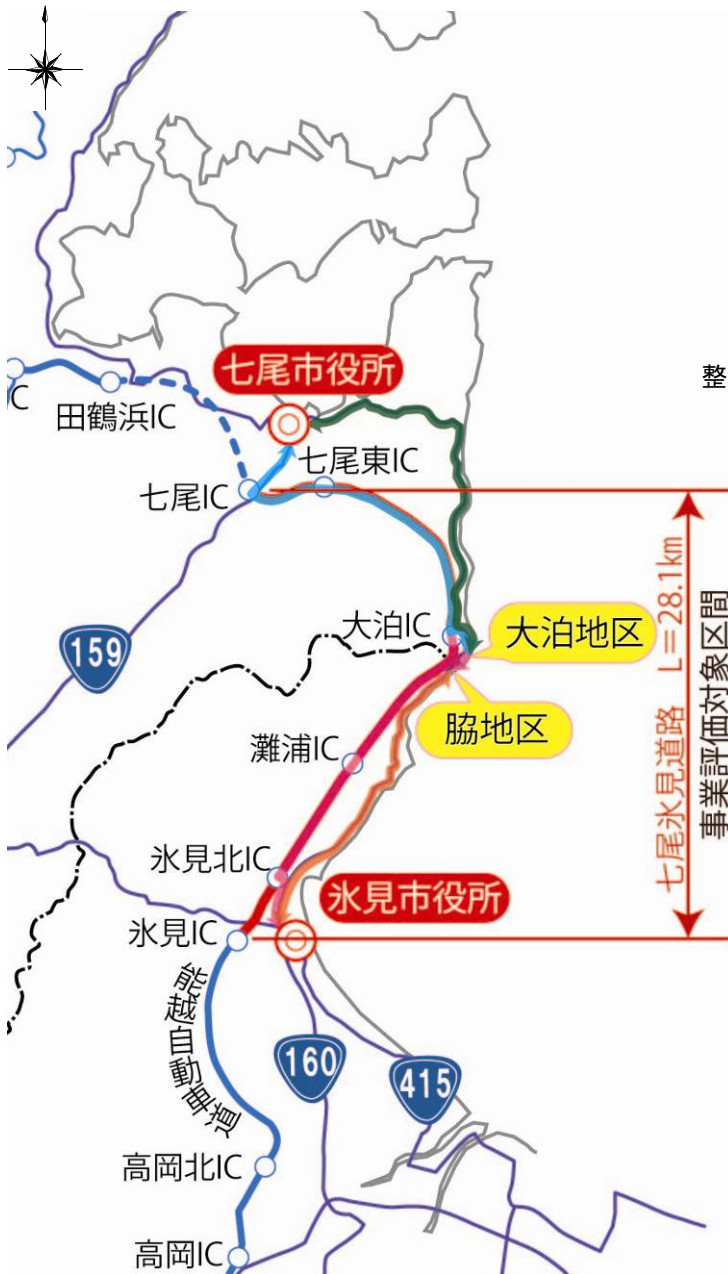 七尾市役所
整
C
田鶴浜IC
七尾東IC
七尾IC
159
大泊IC
大泊地区
脇地区
七尾氷見道路 L=28.1km
事業評価対象区間
灘浦IC
氷見北IC
氷見市役所
氷見IC
能越自動車道
160
415
高岡北IC
高岡IC